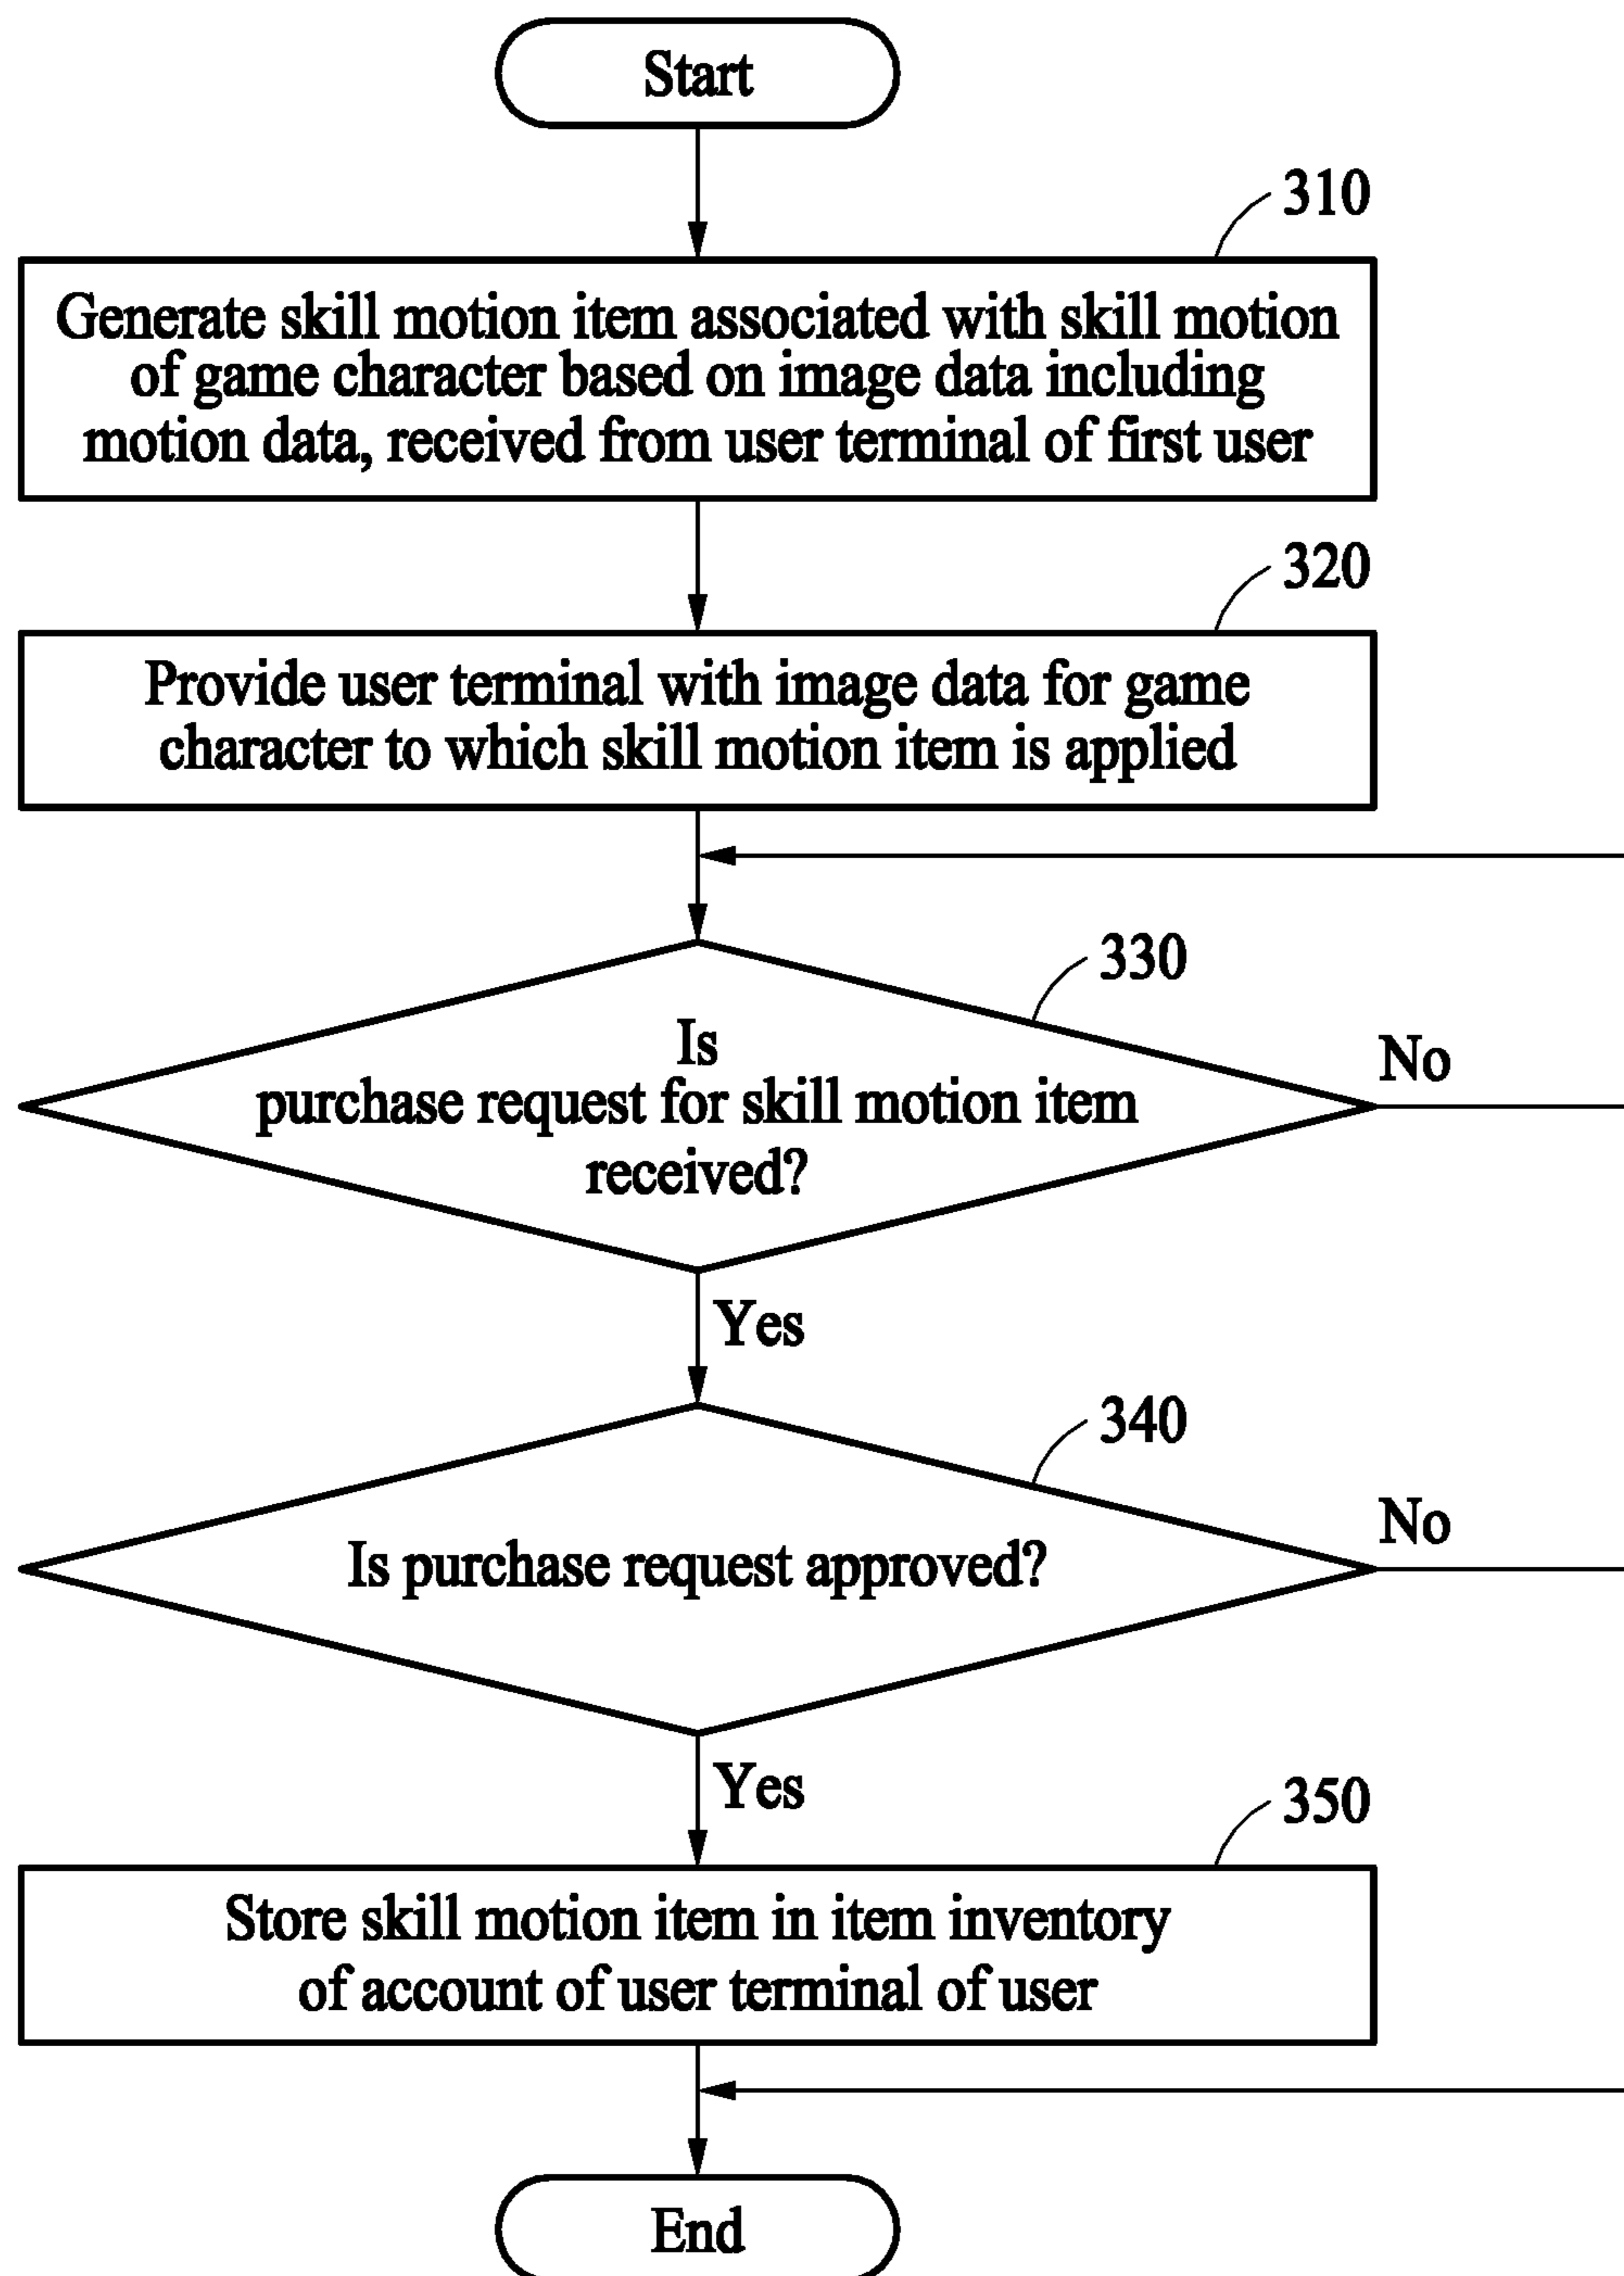 Start
310
Generate skill motion item associated with skill motion
of game character based on image data including
motion data, received from user terminal of first user
320
Provide user terminal with image data for game
character to which skill motion item is applied
330
Is
purchase request for skill motion item
received?
No
Yes
340
Is purchase request approved?
No
Yes
350
Store skill motion item in item inventory
of account of user terminal of user
End